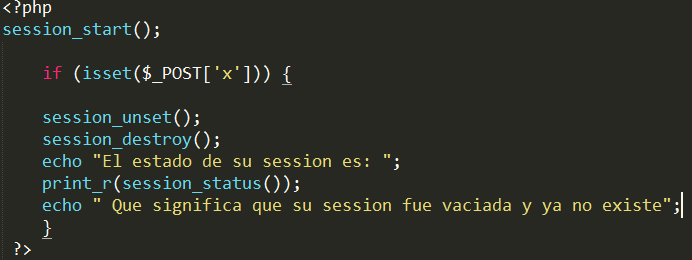 <?php
session_start();
if (isset($_POST['x'])) {
session_unset();
session_destroy();
echo "El estado de su session es: ";
print_r(session_status());
echo " Que significa que su session fue vaciada y ya no existe";
}
?>